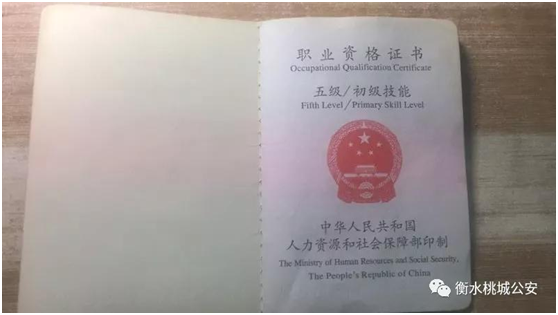 职业资格证书
Occupational Qualification Certificate
五级/初级技能
Fifth Level/Primary Skill Level
中华人民共和国
人力资源和社会保障部印制
The Ministry of Human Resources and Social Security,
The People's Republic of China
衡水桃城公安